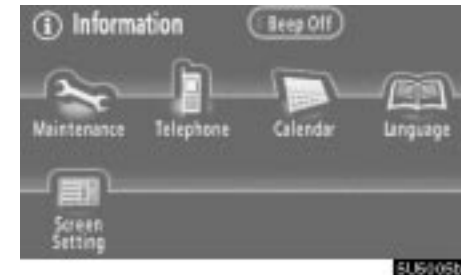 Information Beep Off
Maintenance Telephone Calendar Language
Screen
Setting
5U5005b